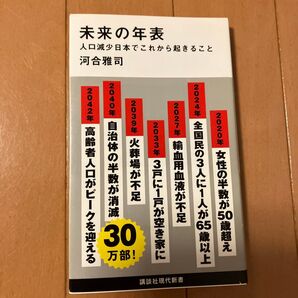 未来の年表
人口減少日本でこれから起きること
河合雅司
2020年
女性の半数が50歳超え
2024年
全国民の3人に1人が65歳以上
2027年
輸血用血液が不足
2033年
3戸に1戸が空き家に
2039年
火葬場が不足
2040年
自治体の半数が消滅
2042年
高齢者人口がピークを迎える
30
万部!
講談社現代新書